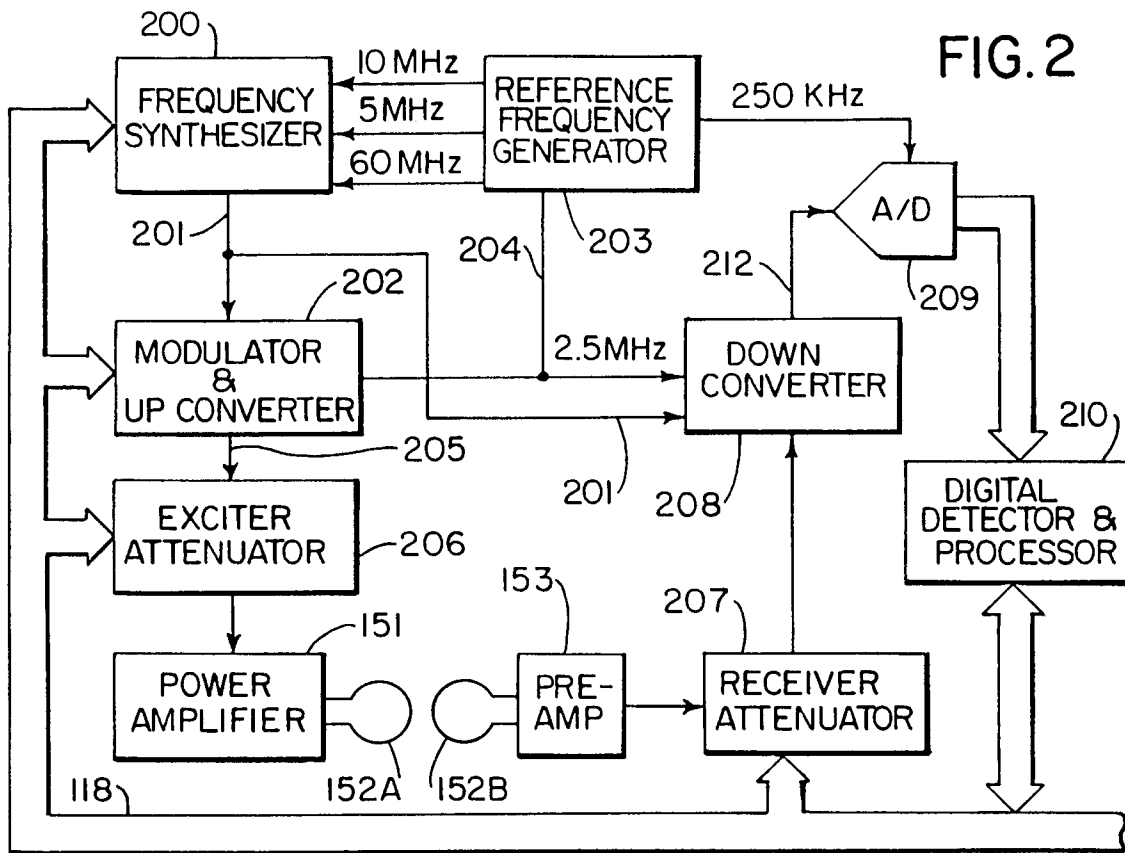 FIG. 2
200
FREQUENCY
SYNTHESIZER
10 MHz
5 MHz
60 MHz
REFERENCE
FREQUENCY
GENERATOR
250 KHz
A/D
201
204
203
212
209
202
MODULATOR
&
UP CONVERTER
2.5 MHz
DOWN
CONVERTER
205
201
208
210
EXCITER
ATTENUATOR
206
DIGITAL
DETECTOR &
PROCESSOR
151
153
207
POWER
AMPLIFIER
PRE-
AMP
RECEIVER
ATTENUATOR
118
152A
152B